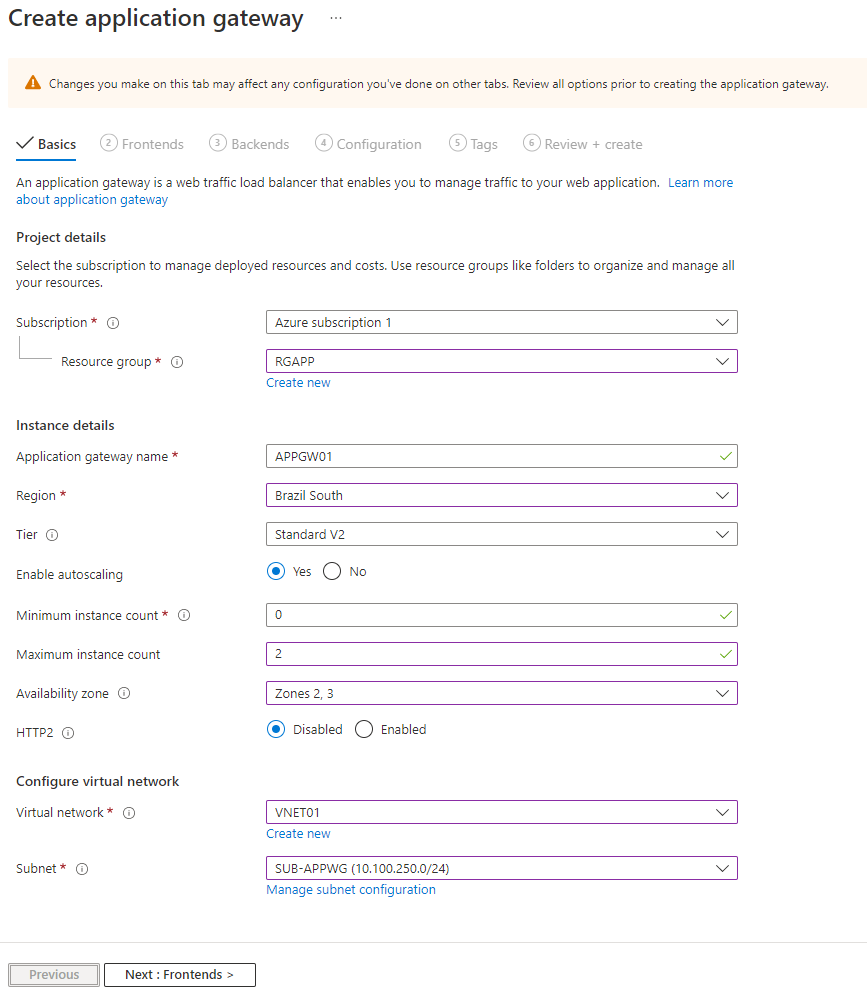 Create application gateway ...
Changes you make on this tab may affect any configuration you've done on other tabs. Review all options prior to creating the application gateway.
Basics 2 Frontends 3 Backends 4 Configuration 5 Tags 6 Review + create
An application gateway is a web traffic load balancer that enables you to manage traffic to your web application. Learn more
about application gateway
Project details
Select the subscription to manage deployed resources and costs. Use resource groups like folders to organize and manage all
your resources.
Subscription * Azure subscription 1
Resource group * RGAPP
Create new
Instance details
Application gateway name * APPGW01
Region * Brazil South
Tier Standard V2
Enable autoscaling Yes No
Minimum instance count * 0
Maximum instance count 2
Availability zone Zones 2, 3
HTTP2 Disabled Enabled
Configure virtual network
Virtual network * VNET01
Create new
Subnet * SUB-APPWG (10.100.250.0/24)
Manage subnet configuration
Previous Next : Frontends >